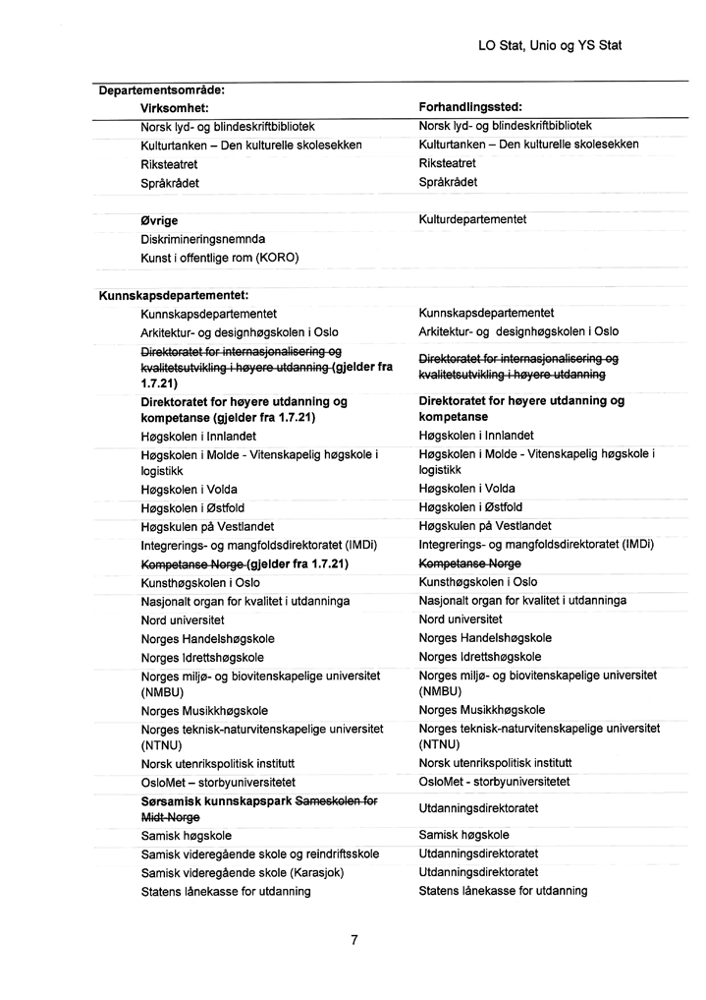 LO Stat, Unio og YS Stat
Departementsområde:
Virksomhet: Forhandlingssted:
Norsk lyd- og blindeskriftbibliotek Norsk lyd- og blindeskriftbibliotek
Kulturtanken – Den kulturelle skolesekken Kulturtanken – Den kulturelle skolesekken
Riksteatret Riksteatret
Språkrådet Språkrådet
Øvrige Kulturdepartementet
Diskrimineringsnemnda
Kunst i offentlige rom (KORO)
Kunnskapsdepartementet:
Kunnskapsdepartementet Kunnskapsdepartementet
Arkitektur- og designhøgskolen i Oslo Arkitektur- og designhøgskolen i Oslo
Direktoratet for internasjonalisering og Direktoratet for internasjonalisering og
kvalitetsutvikling i høyere utdanning (gjelder fra kvalitetsutvikling i høyere utdanning
1.7.21)
Direktoratet for høyere utdanning og Direktoratet for høyere utdanning og
kompetanse (gjelder fra 1.7.21) kompetanse
Høgskolen i Innlandet Høgskolen i Innlandet
Høgskolen i Molde - Vitenskapelig høgskole i Høgskolen i Molde - Vitenskapelig høgskole i
logistikk logistikk
Høgskolen i Volda Høgskolen i Volda
Høgskolen i Østfold Høgskolen i Østfold
Høgskulen på Vestlandet Høgskulen på Vestlandet
Integrerings- og mangfoldsdirektoratet (IMDi) Integrerings- og mangfoldsdirektoratet (IMDi)
Kompetanse Norge (gjelder fra 1.7.21) Kompetanse Norge
Kunsthøgskolen i Oslo Kunsthøgskolen i Oslo
Nasjonalt organ for kvalitet i utdanninga Nasjonalt organ for kvalitet i utdanninga
Nord universitet Nord universitet
Norges Handelshøgskole Norges Handelshøgskole
Norges Idrettshøgskole Norges Idrettshøgskole
Norges miljø- og biovitenskapelige universitet Norges miljø- og biovitenskapelige universitet
(NMBU) (NMBU)
Norges Musikkhøgskole Norges Musikkhøgskole
Norges teknisk-naturvitenskapelige universitet Norges teknisk-naturvitenskapelige universitet
(NTNU) (NTNU)
Norsk utenrikspolitisk institutt Norsk utenrikspolitisk institutt
OsloMet – storbyuniversitetet OsloMet - storbyuniversitetet
Sørsamisk kunnskapspark Sameskolen for Utdanningsdirektoratet
Midt-Norge
Samisk høgskole Samisk høgskole
Samisk videregående skole og reindriftsskole Utdanningsdirektoratet
Samisk videregående skole (Karasjok) Utdanningsdirektoratet
Statens lånekasse for utdanning Statens lånekasse for utdanning
7